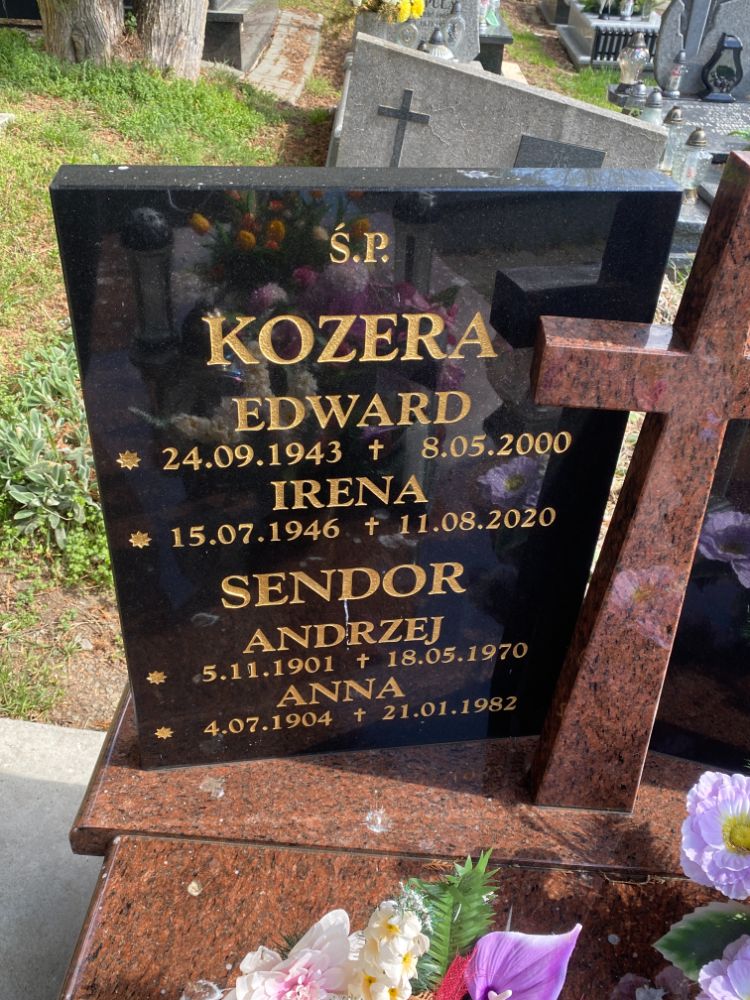 Ś.P.
KOZERA
EDWARD
* 24.09.1943 † 8.05.2000
IRENA
* 15.07.1946 † 11.08.2020
SENDOR
ANDRZEJ
* 5.11.1901 † 18.05.1970
ANNA
* 4.07.1904 † 21.01.1982